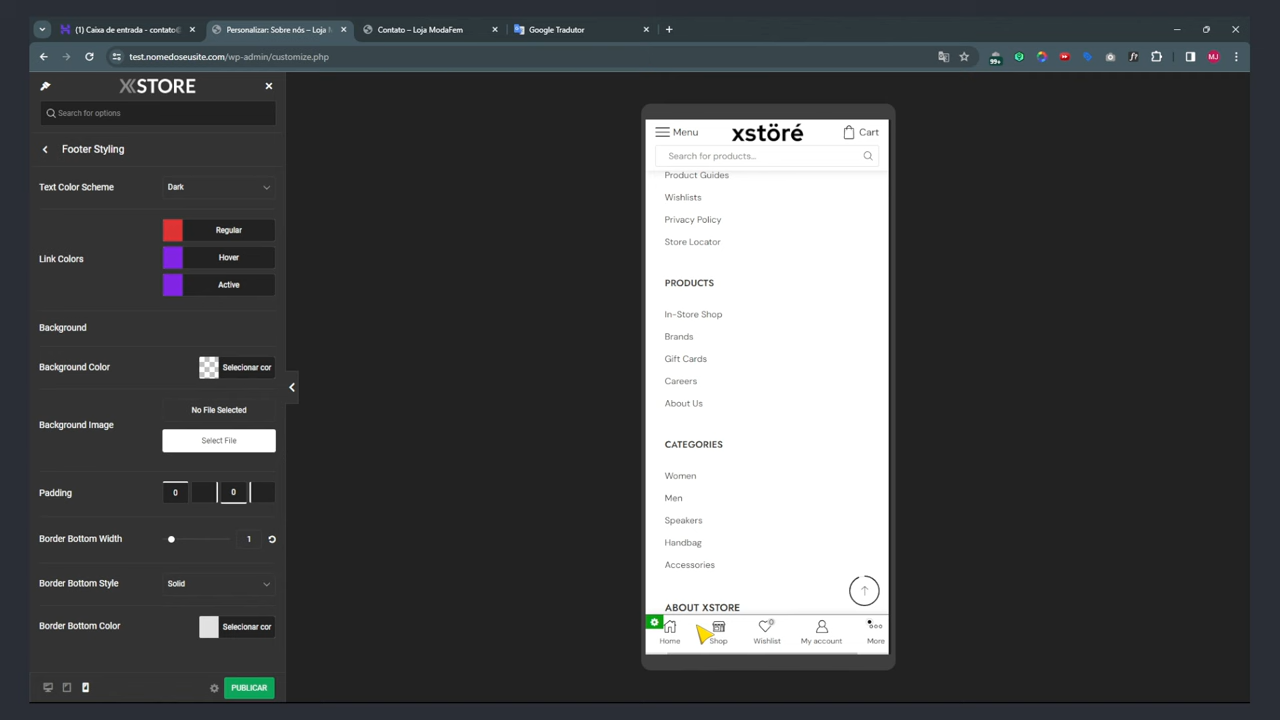 (1) Caixa de entrada - contato@
Personalizar: Sobre nós – Loja M
Contato – Loja ModaFem
Google Tradutor
test.nomedoseusite.com/wp-admin/customize.php
99+
f?
MJ
XSTORE
Search for options
Footer Styling
Text Color Scheme
Dark
Link Colors
Regular
Hover
Active
Background
Background Color
Selecionar cor
Background Image
No File Selected
Select File
Padding
0
0
Border Bottom Width
1
Border Bottom Style
Solid
Border Bottom Color
Selecionar cor
PUBLICAR
Menu
xstöré
Cart
Search for products...
Product Guides
Wishlists
Privacy Policy
Store Locator
PRODUCTS
In-Store Shop
Brands
Gift Cards
Careers
About Us
CATEGORIES
Women
Men
Speakers
Handbag
Accessories
ABOUT XSTORE
0
Home
Shop
Wishlist
My account
More